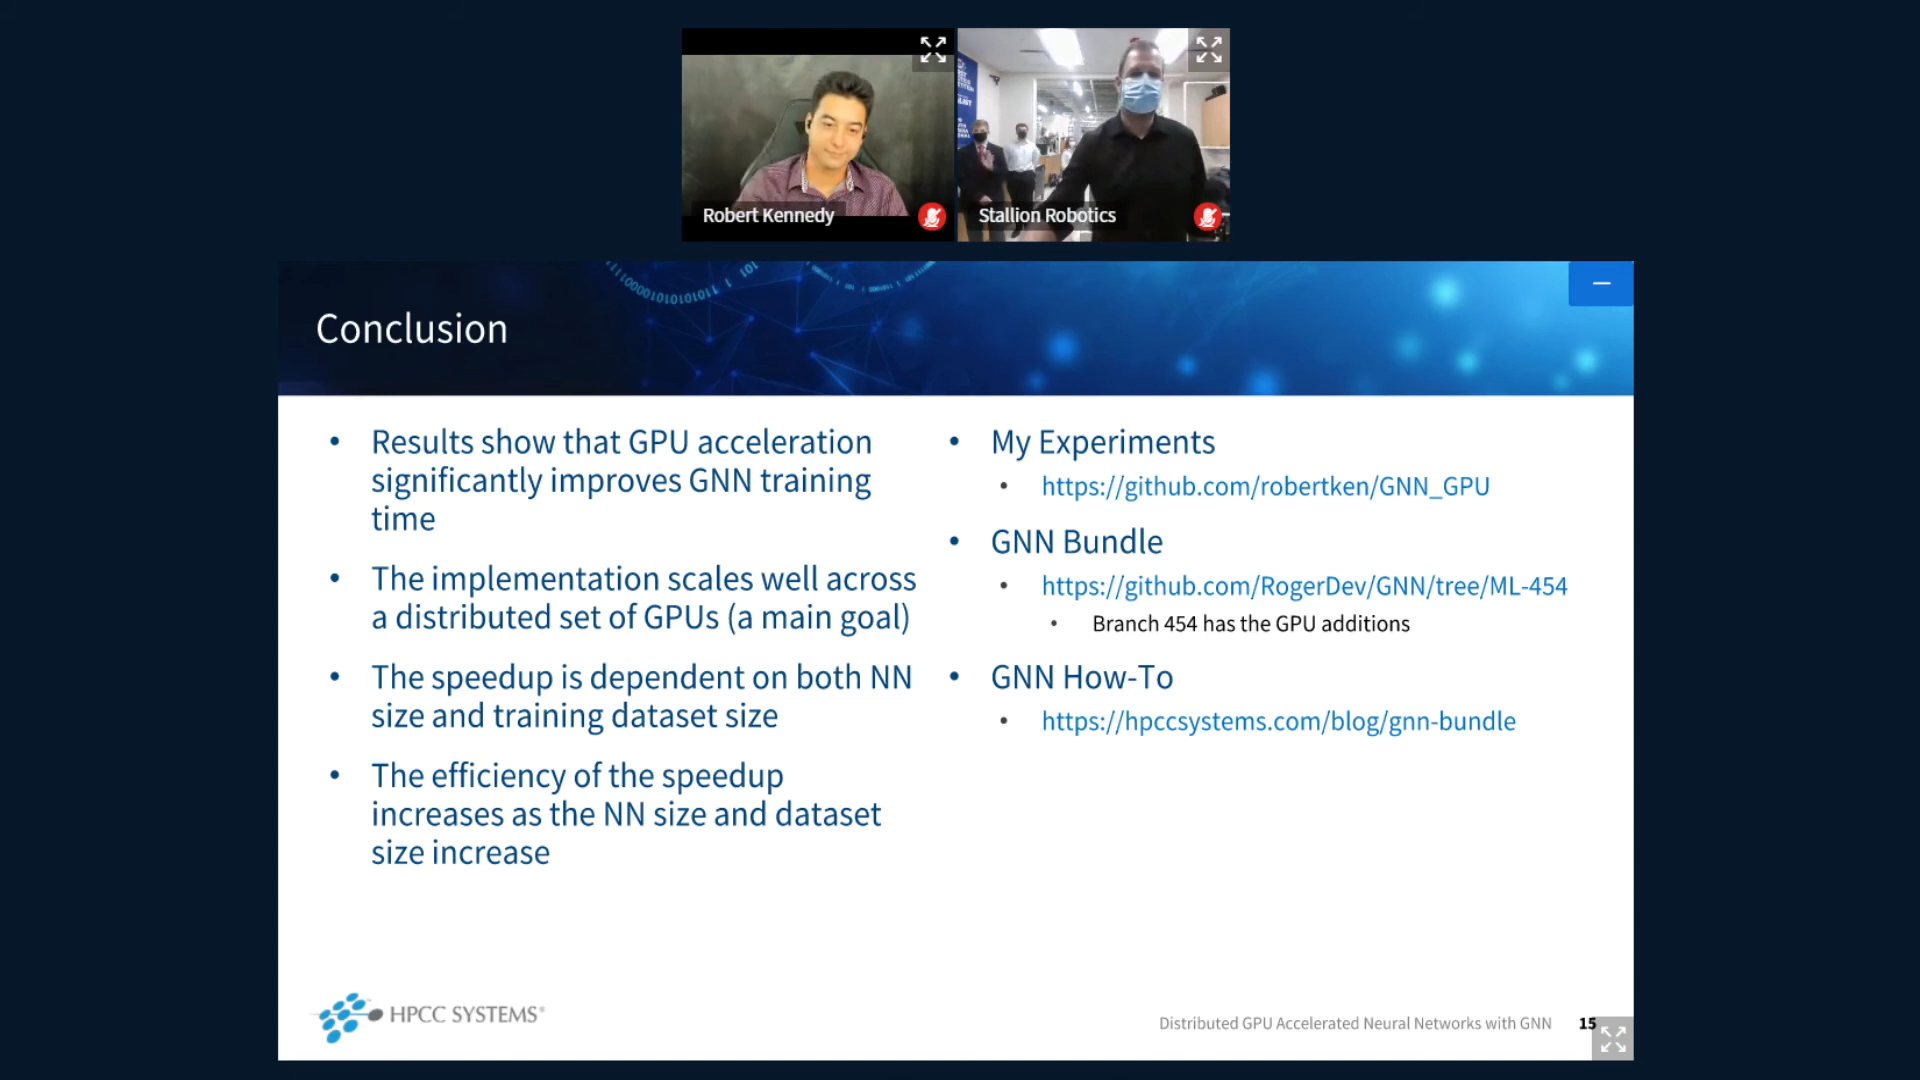 Robert Kennedy
Stallion Robotics
Conclusion
• Results show that GPU acceleration
significantly improves GNN training
time
• The implementation scales well across
a distributed set of GPUs (a main goal)
• The speedup is dependent on both NN
size and training dataset size
• The efficiency of the speedup
increases as the NN size and dataset
size increase
• My Experiments
• https://github.com/robertken/GNN_GPU
• GNN Bundle
• https://github.com/RogerDev/GNN/tree/ML-454
• Branch 454 has the GPU additions
• GNN How-To
• https://hpccsystems.com/blog/gnn-bundle
HPCC SYSTEMS®
Distributed GPU Accelerated Neural Networks with GNN 15